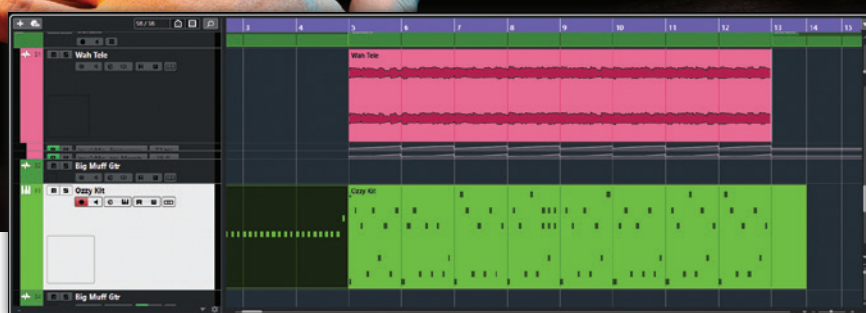 58 / 58
3 4 5 6 7 8 9 10 11 12 13 14 15
21 Wah Tele Wah Tele
Big Muff Gtr
Ozzy Kit Ozzy Kit
Big Muff Gtr